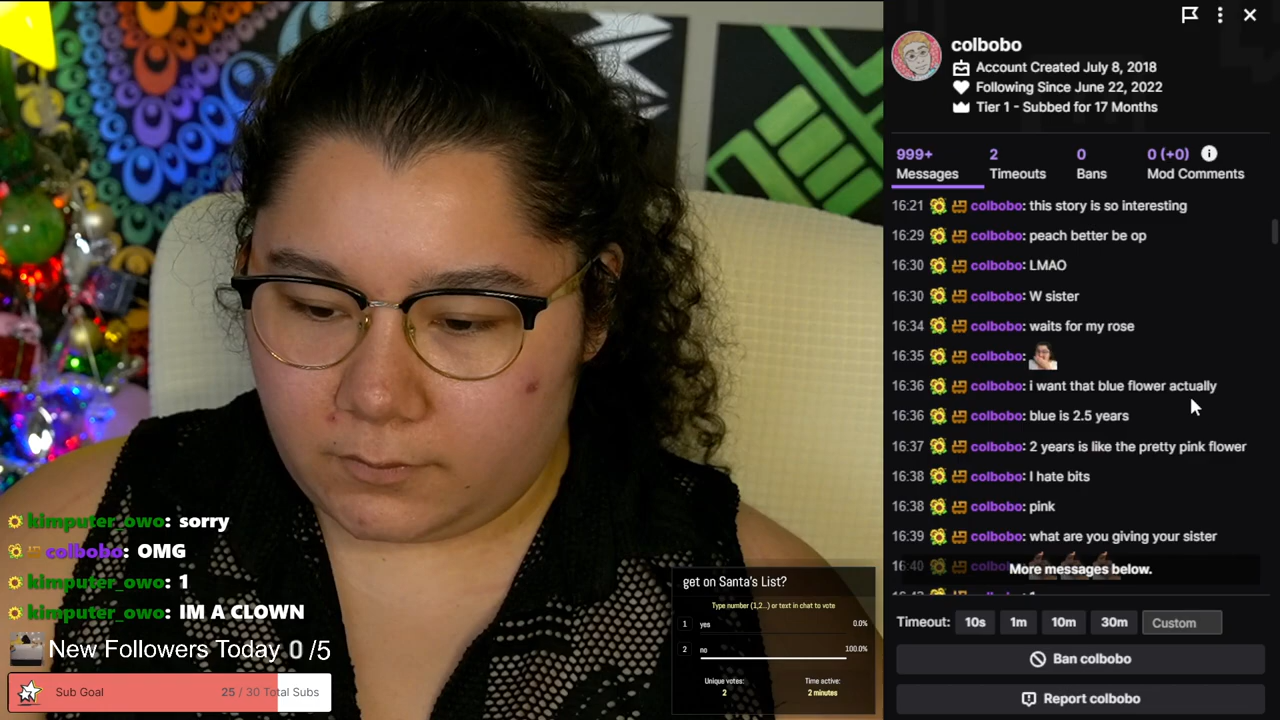 colbobo
Account Created July 8, 2018
Following Since June 22, 2022
Tier 1 - Subbed for 17 Months
999+ 2 0 0 (+0)
Messages Timeouts Bans Mod Comments
16:21 colbobo: this story is so interesting
16:29 colbobo: peach better be op
16:30 colbobo: LMAO
16:30 colbobo: W sister
16:34 colbobo: waits for my rose
16:35 colbobo:
16:36 colbobo: i want that blue flower actually
16:36 colbobo: blue is 2.5 years
16:37 colbobo: 2 years is like the pretty pink flower
16:38 colbobo: I hate bits
16:38 colbobo: pink
16:39 colbobo: what are you giving your sister
16:40
More messages below.
Timeout: 10s 1m 10m 30m Custom
Ban colbobo
Report colbobo
kimputer_owo: sorry
colbobo: OMG
kimputer_owo: 1
kimputer_owo: IM A CLOWN
New Followers Today 0 /5
Sub Goal 25 / 30 Total Subs
get on Santa's List?
Type number (1,2...) or text in chat to vote
1 yes 0.0%
2 no 100.0%
Unique votes: Time active:
2 2 minutes